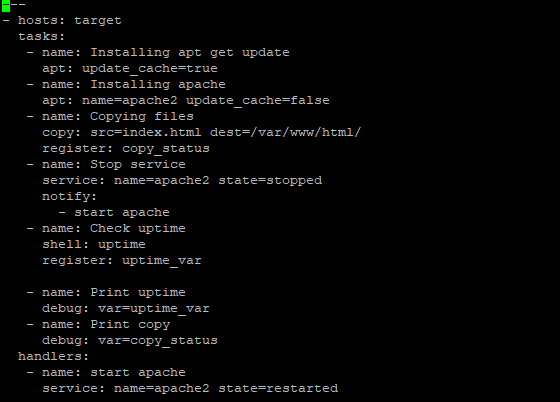 ---
- hosts: target
  tasks:
   - name: Installing apt get update
     apt: update_cache=true
   - name: Installing apache
     apt: name=apache2 update_cache=false
   - name: Copying files
     copy: src=index.html dest=/var/www/html/
     register: copy_status
   - name: Stop service
     service: name=apache2 state=stopped
     notify:
       - start apache
   - name: Check uptime
     shell: uptime
     register: uptime_var

   - name: Print uptime
     debug: var=uptime_var
   - name: Print copy
     debug: var=copy_status
  handlers:
   - name: start apache
     service: name=apache2 state=restarted